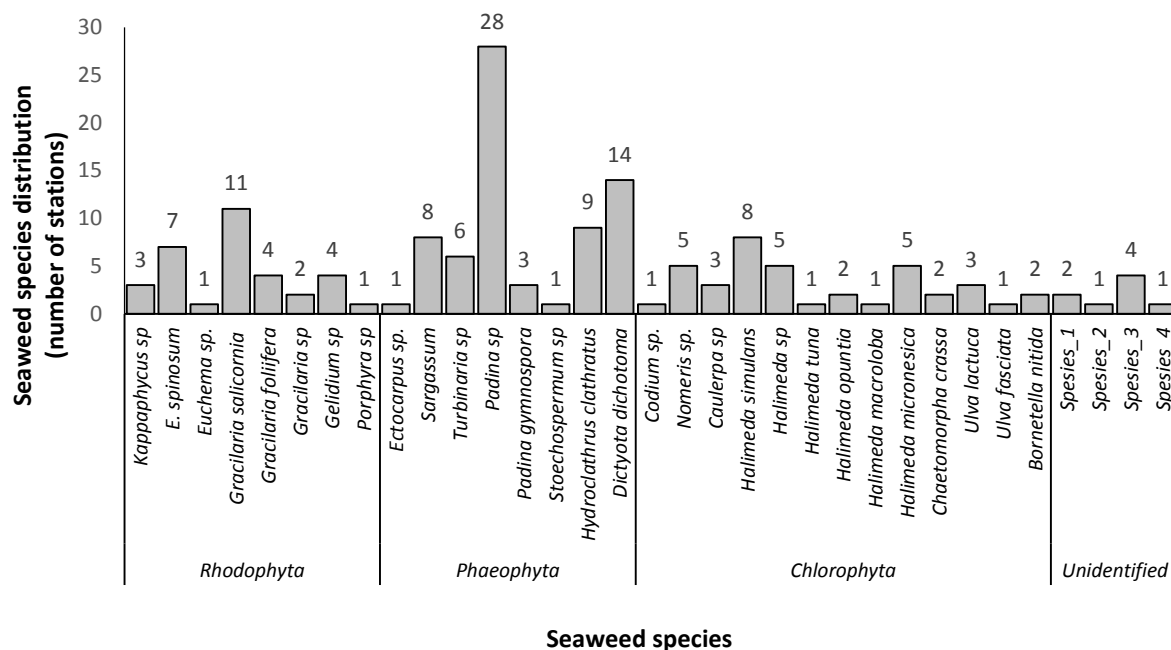 Seaweed species distribution
(number of stations)
30
25
20
15
10
5
0
3
7
1
11
4
2
4
1
1
8
6
28
3
1
9
14
1
5
3
8
5
1
2
1
5
2
3
1
2
2
1
4
1
Kappaphycus sp
E. spinosum
Euchema sp.
Gracilaria salicornia
Gracilaria foliifera
Gracilaria sp
Gelidium sp
Porphyra sp
Ectocarpus sp.
Sargassum
Turbinaria sp
Padina sp
Padina gymnospora
Stoechospermum sp
Hydroclathrus clathratus
Dictyota dichotoma
Codium sp.
Nomeris sp.
Caulerpa sp
Halimeda simulans
Halimeda sp
Halimeda tuna
Halimeda opuntia
Halimeda macroloba
Halimeda micronesica
Chaetomorpha crassa
Ulva lactuca
Ulva fasciata
Bornetella nitida
Spesies_1
Spesies_2
Spesies_3
Spesies_4
Rhodophyta
Phaeophyta
Chlorophyta
Unidentified
Seaweed species